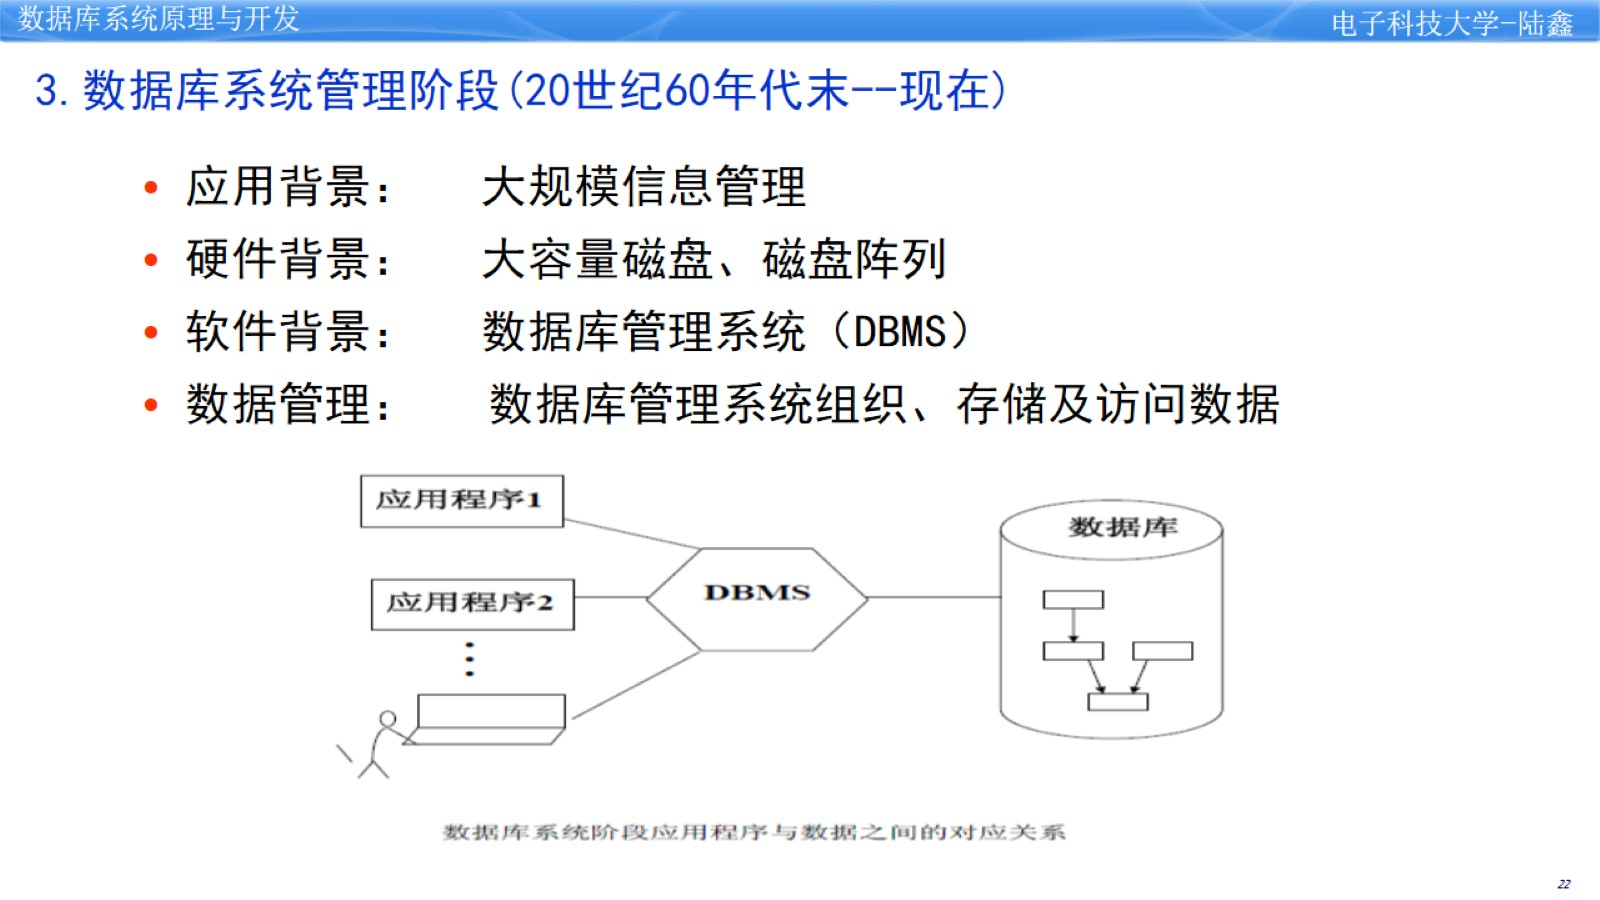 数据库系统原理与开发
电子科技大学-陆鑫
3.数据库系统管理阶段(20世纪60年代末--现在)
• 应用背景： 大规模信息管理
• 硬件背景： 大容量磁盘、磁盘阵列
• 软件背景： 数据库管理系统（DBMS）
• 数据管理： 数据库管理系统组织、存储及访问数据
应用程序1
数据库
DBMS
应用程序2
数据库系统阶段应用程序与数据之间的对应关系
22